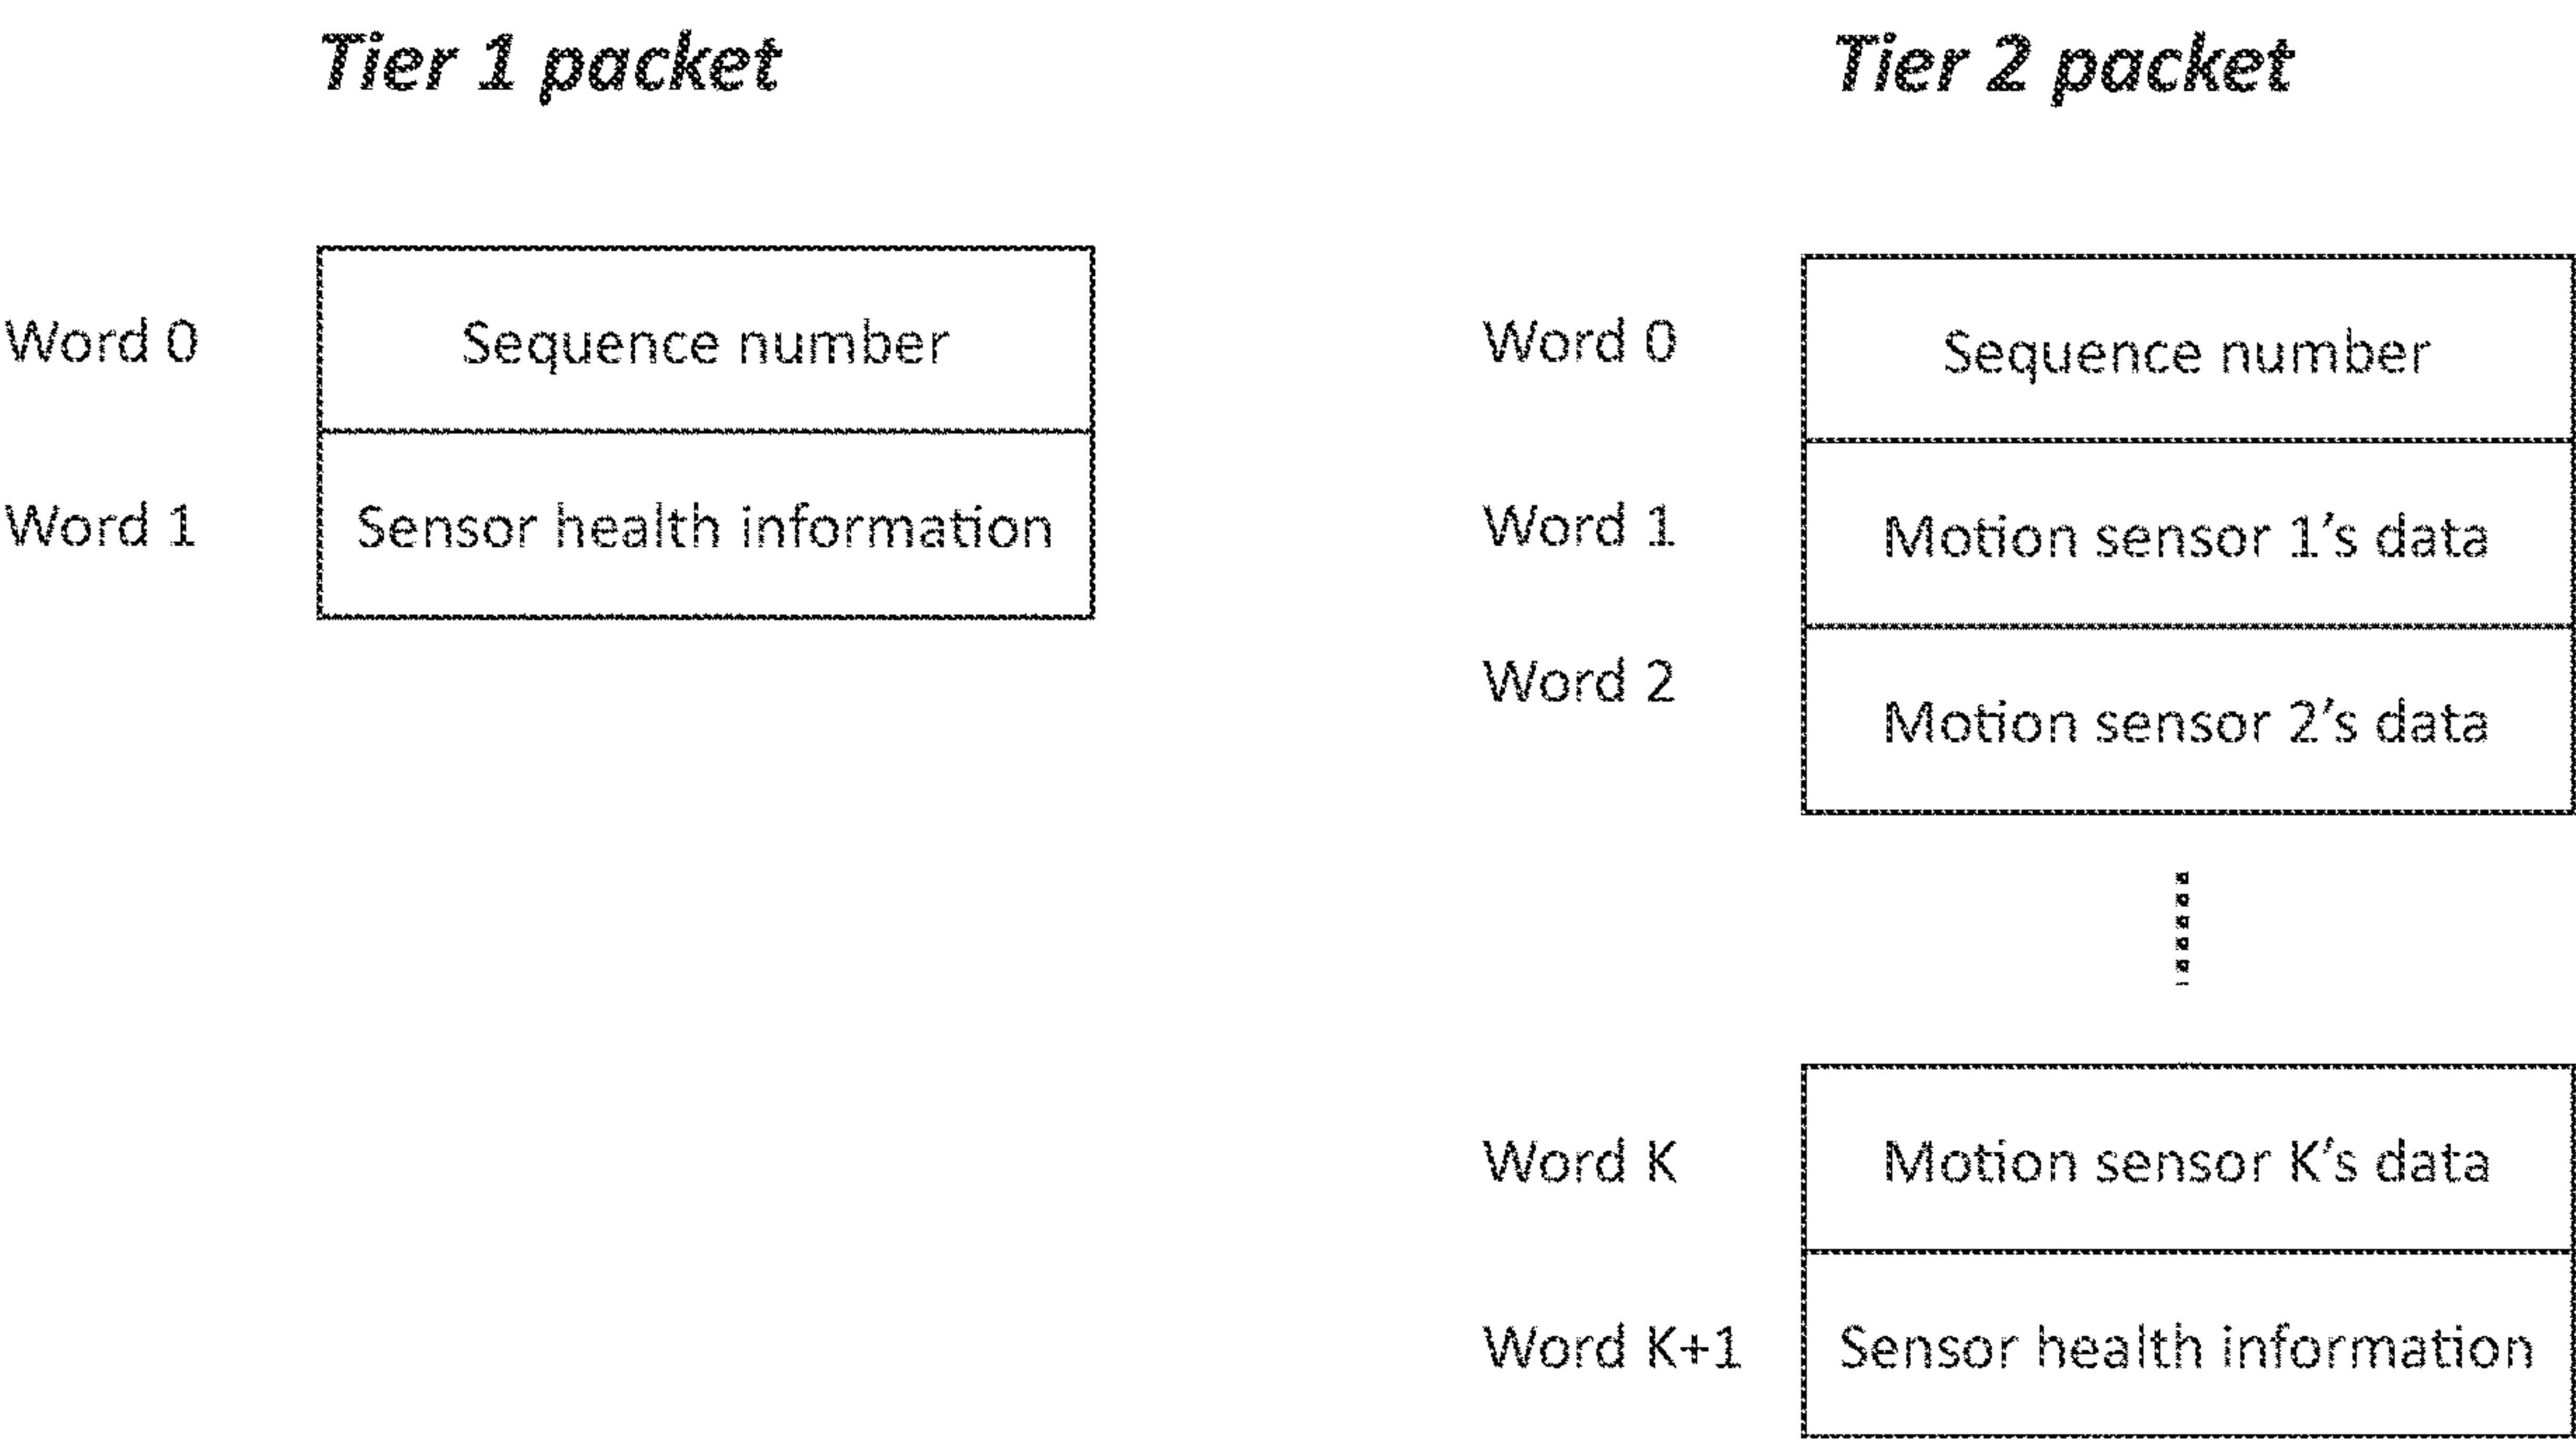 Tier 1 packet
Word 0
Sequence number
Word 1
Sensor health information
Tier 2 packet
Word 0
Sequence number
Word 1
Motion sensor 1's data
Word 2
Motion sensor 2's data
Word K
Motion sensor K's data
Word K+1
Sensor health information